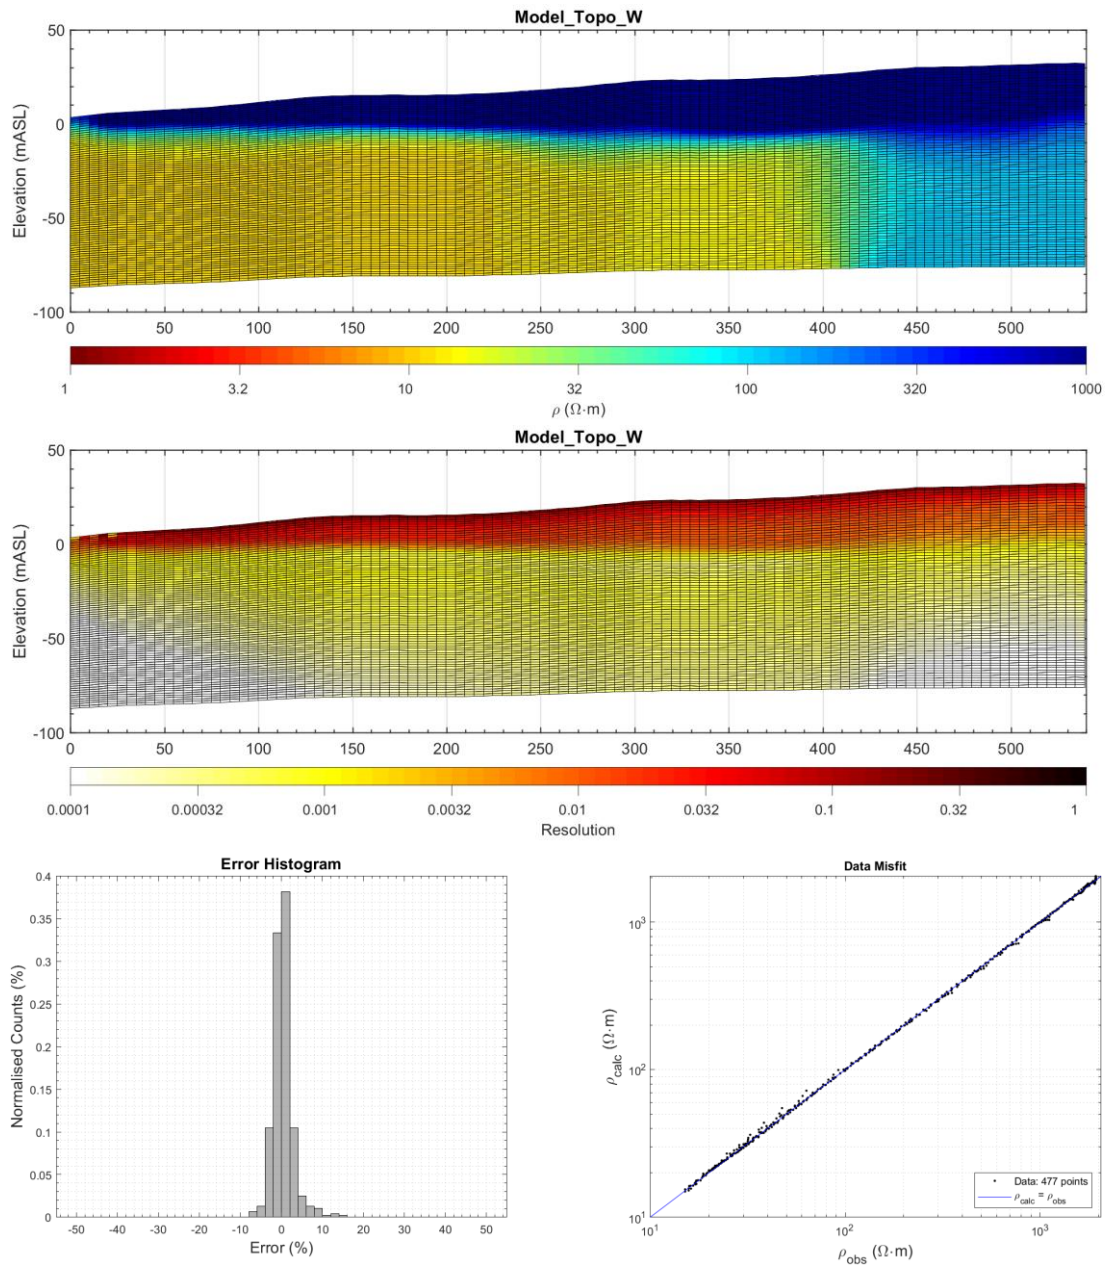 Model_Topo_W
50
0
-50
-100
Elevation (mASL)
0 50 100 150 200 250 300 350 400 450 500
1 3.2 10 32 100 320 1000
ρ (Ω·m)
Model_Topo_W
50
0
-50
-100
Elevation (mASL)
0 50 100 150 200 250 300 350 400 450 500
0.0001 0.00032 0.001 0.0032 0.01 0.032 0.1 0.32 1
Resolution
Error Histogram
0.4
0.35
0.3
0.25
0.2
0.15
0.1
0.05
0
Normalised Counts (%)
-50 -40 -30 -20 -10 0 10 20 30 40 50
Error (%)
Data Misfit
10³
10²
10¹
ρcalc (Ω·m)
Data: 477 points
ρcalc = ρobs
10¹ 10² 10³
ρobs (Ω·m)